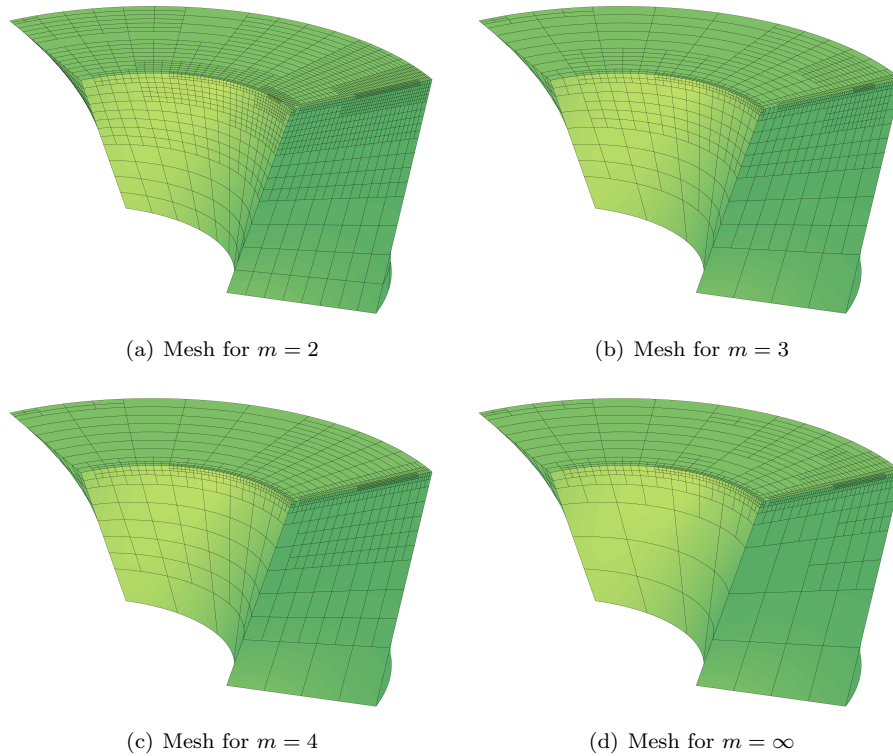 (a) Mesh for m = 2
(b) Mesh for m = 3
(c) Mesh for m = 4
(d) Mesh for m = ∞